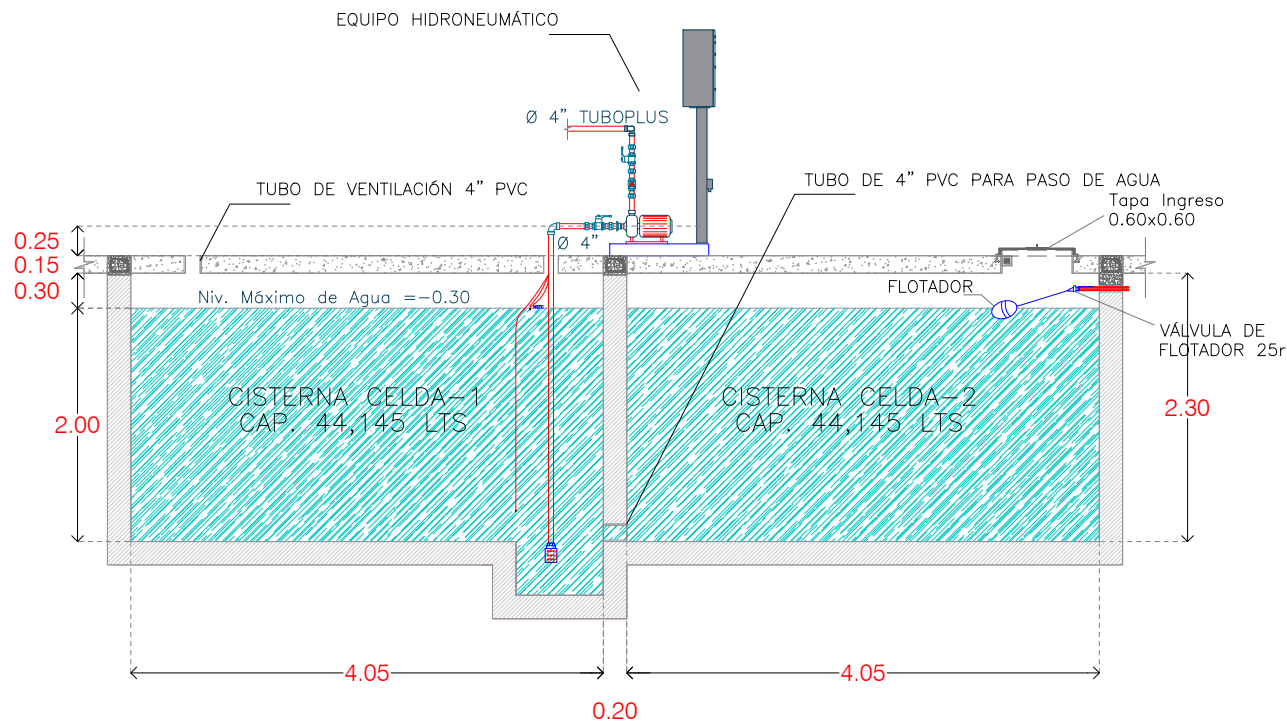 EQUIPO HIDRONEUMÁTICO
Ø 4" TUBOPLUS
TUBO DE VENTILACIÓN 4" PVC
TUBO DE 4" PVC PARA PASO DE AGUA
Tapa Ingreso
0.60x0.60
0.25
0.15
0.30
Ø 4"
Niv. Máximo de Agua =-0.30
FLOTADOR
VÁLVULA DE
FLOTADOR 25r
CISTERNA CELDA-1
CAP. 44,145 LTS
CISTERNA CELDA-2
CAP. 44,145 LTS
2.00
2.30
4.05
4.05
0.20